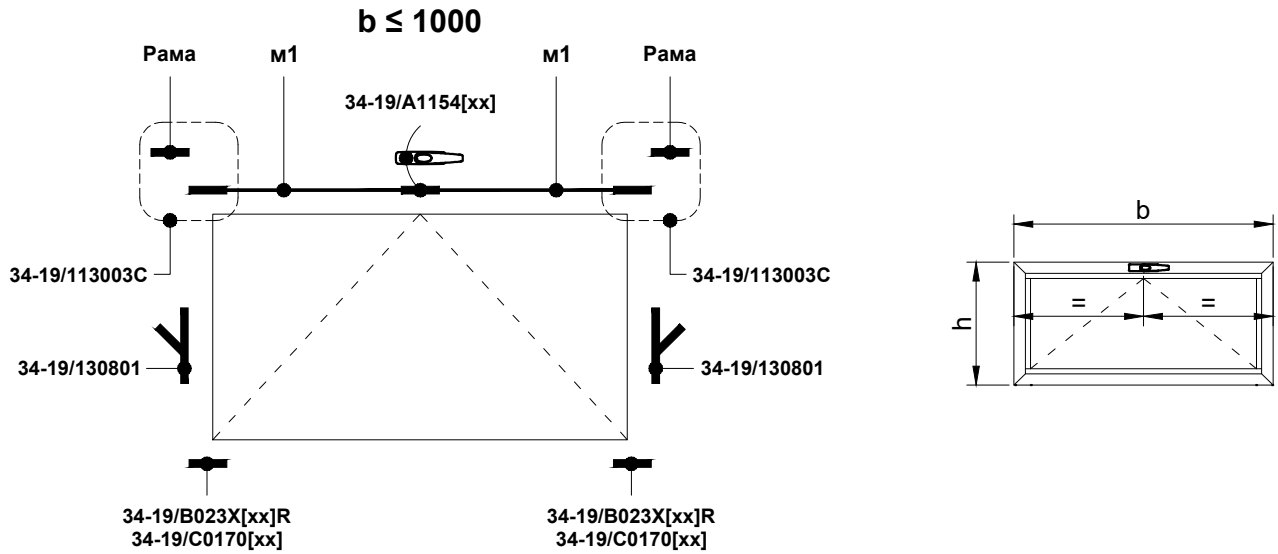 b ≤ 1000
Рама м1 м1 Рама
34-19/A1154[xx]
34-19/113003C 34-19/113003C
34-19/130801 34-19/130801
34-19/B023X[xx]R 34-19/B023X[xx]R
34-19/C0170[xx] 34-19/C0170[xx]
b
h
= =